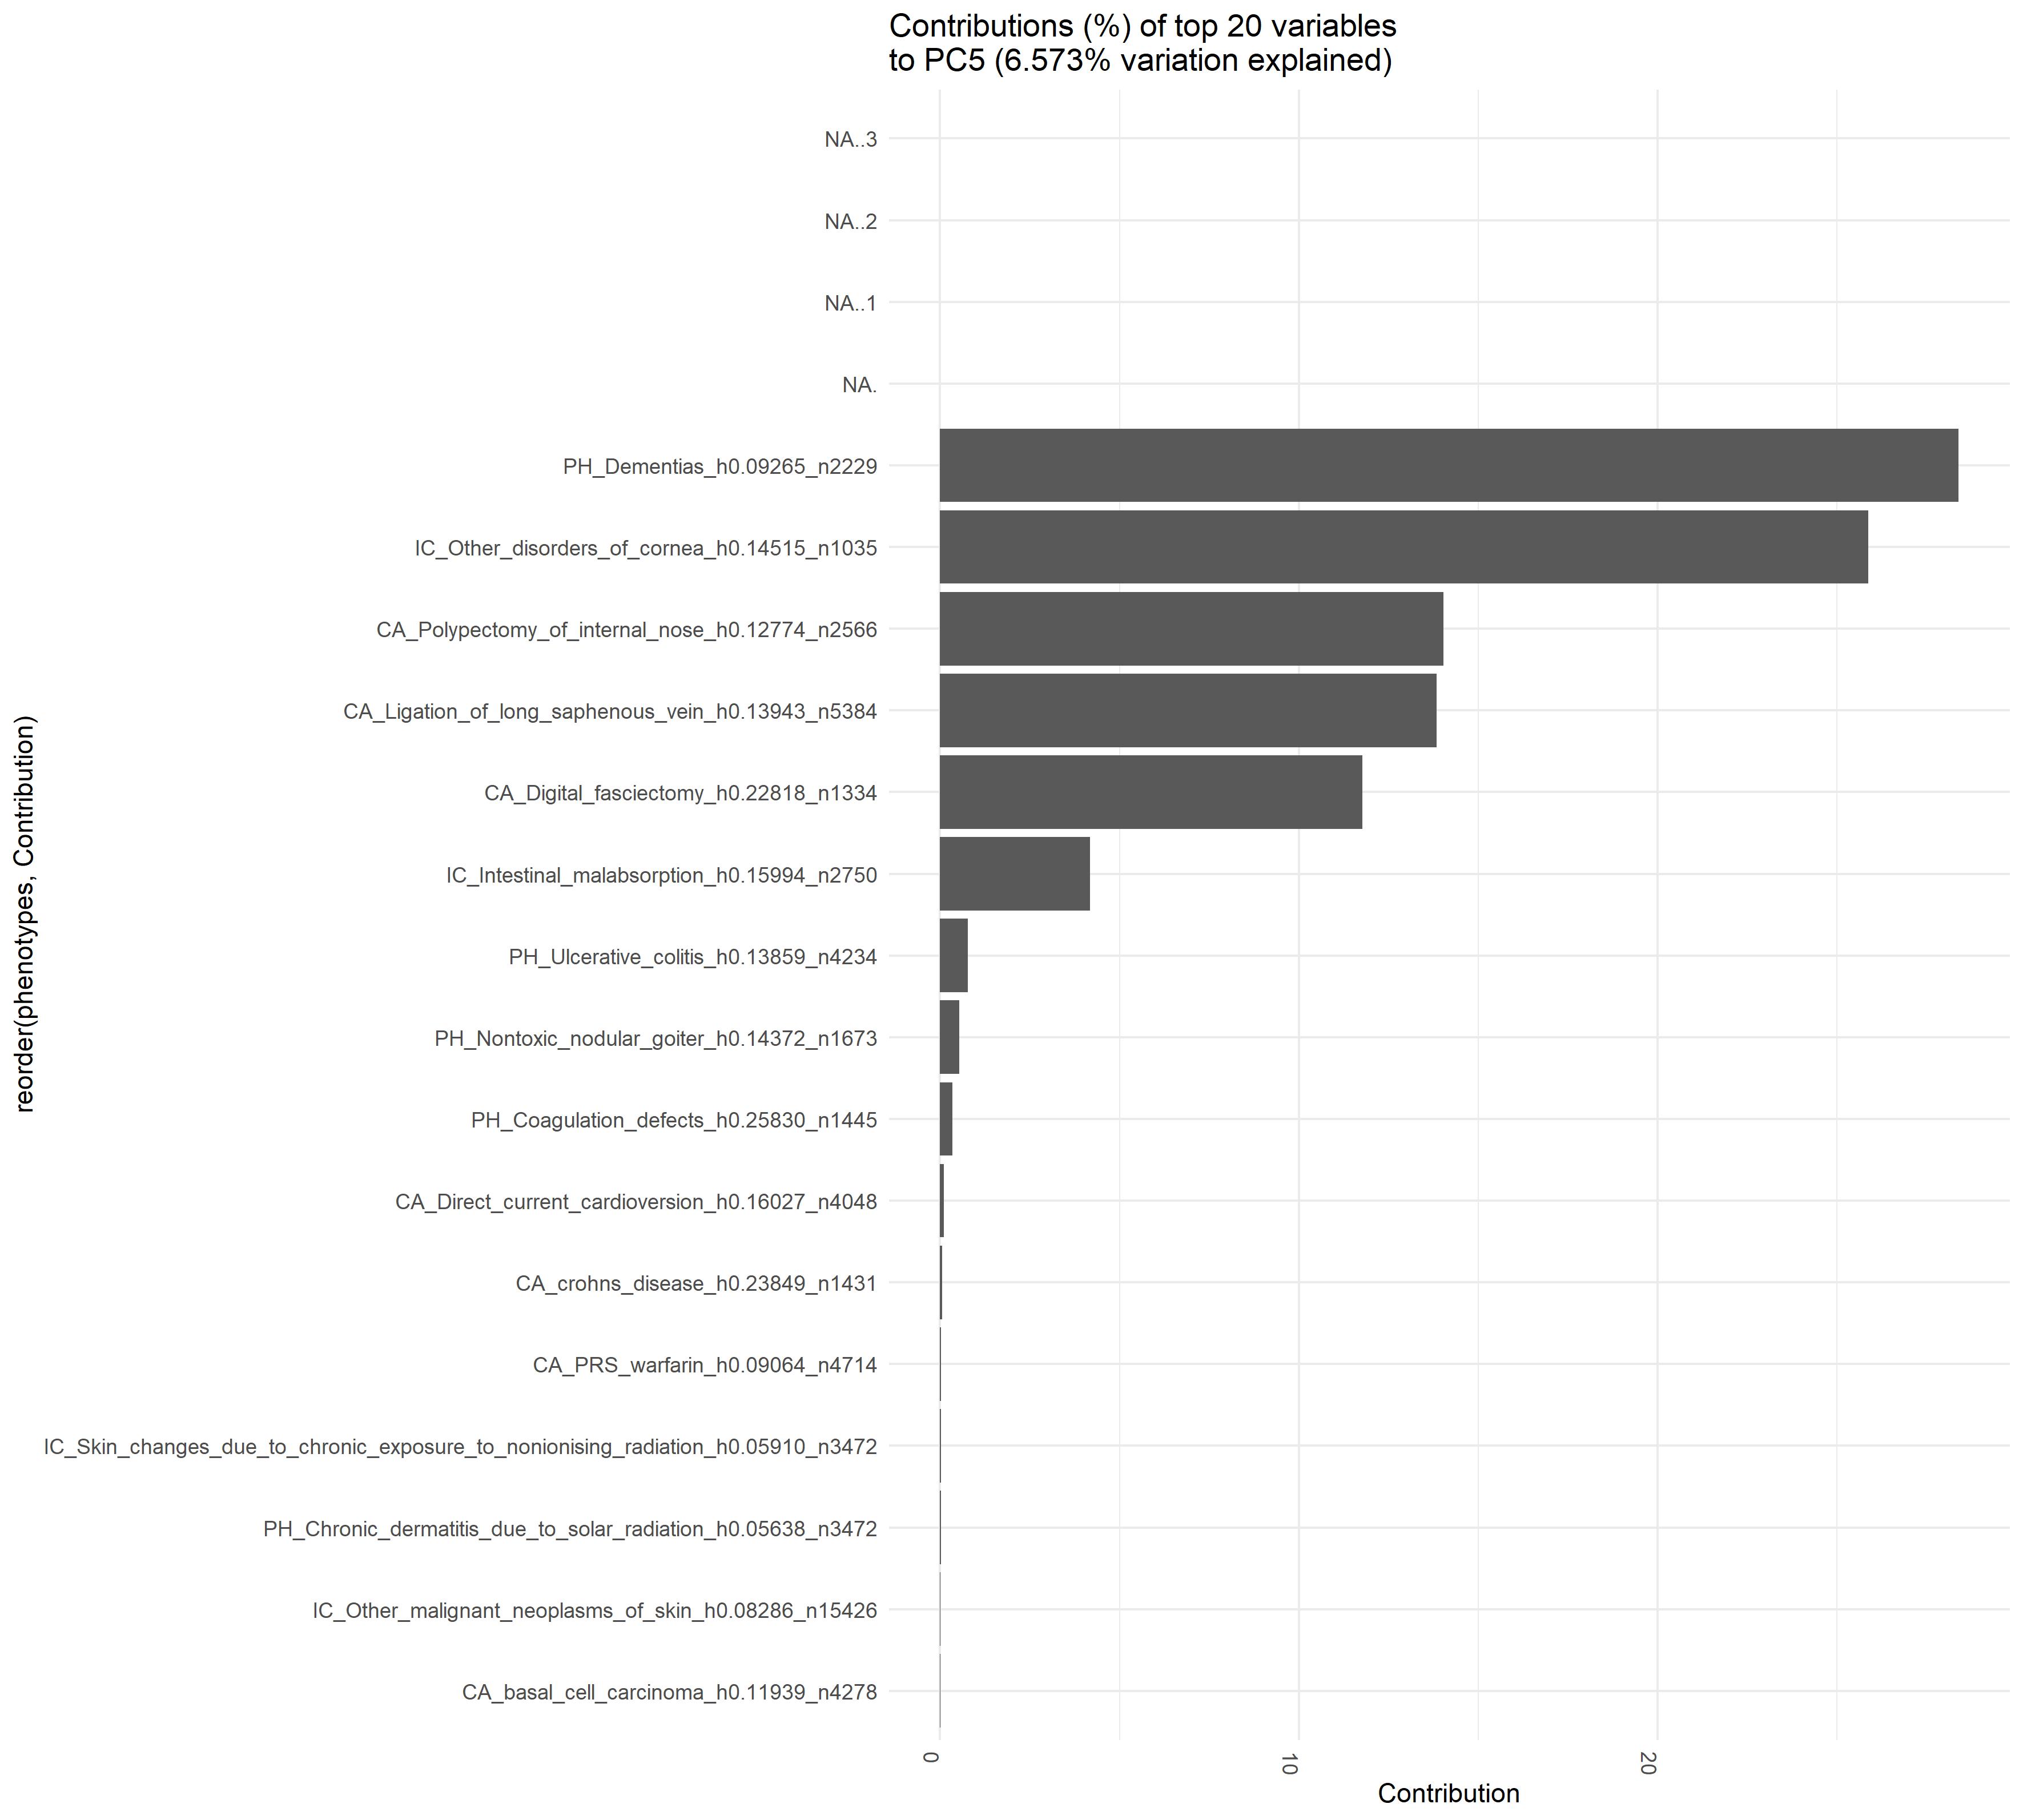 Contributions (%) of top 20 variables
to PC5 (6.573% variation explained)
NA..3
NA..2
NA..1
NA.
PH_Dementias_h0.09265_n2229
IC_Other_disorders_of_cornea_h0.14515_n1035
CA_Polypectomy_of_internal_nose_h0.12774_n2566
CA_Ligation_of_long_saphenous_vein_h0.13943_n5384
CA_Digital_fasciectomy_h0.22818_n1334
IC_Intestinal_malabsorption_h0.15994_n2750
PH_Ulcerative_colitis_h0.13859_n4234
PH_Nontoxic_nodular_goiter_h0.14372_n1673
PH_Coagulation_defects_h0.25830_n1445
CA_Direct_current_cardioversion_h0.16027_n4048
CA_crohns_disease_h0.23849_n1431
CA_PRS_warfarin_h0.09064_n4714
IC_Skin_changes_due_to_chronic_exposure_to_nonionising_radiation_h0.05910_n3472
PH_Chronic_dermatitis_due_to_solar_radiation_h0.05638_n3472
IC_Other_malignant_neoplasms_of_skin_h0.08286_n15426
CA_basal_cell_carcinoma_h0.11939_n4278
reorder(phenotypes, Contribution)
0
10
20
Contribution